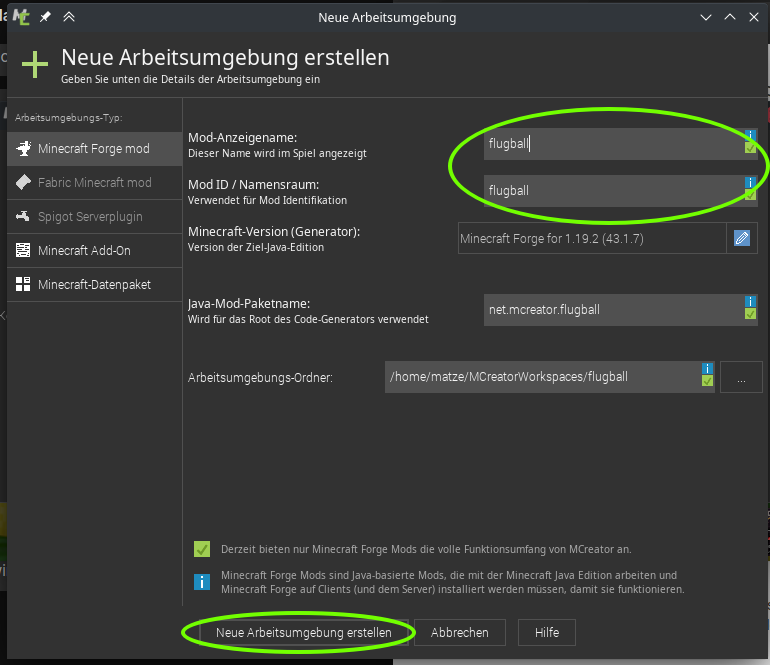 Neue Arbeitsumgebung
Neue Arbeitsumgebung erstellen
Geben Sie unten die Details der Arbeitsumgebung ein
Arbeitsumgebungs-Typ:
Minecraft Forge mod
Fabric Minecraft mod
Spigot Serverplugin
Minecraft Add-On
Minecraft-Datenpaket
Mod-Anzeigename:
Dieser Name wird im Spiel angezeigt
flugball
Mod ID / Namensraum:
Verwendet für Mod Identifikation
flugball
Minecraft-Version (Generator):
Version der Ziel-Java-Edition
Minecraft Forge for 1.19.2 (43.1.7)
Java-Mod-Paketname:
Wird für das Root des Code-Generators verwendet
net.mcreator.flugball
Arbeitsumgebungs-Ordner:
/home/matze/MCreatorWorkspaces/flugball
...
Derzeit bieten nur Minecraft Forge Mods die volle Funktionsumfang von MCreator an.
Minecraft Forge Mods sind Java-basierte Mods, die mit der Minecraft Java Edition arbeiten und
Minecraft Forge auf Clients (und dem Server) installiert werden müssen, damit sie funktionieren.
Neue Arbeitsumgebung erstellen
Abbrechen
Hilfe